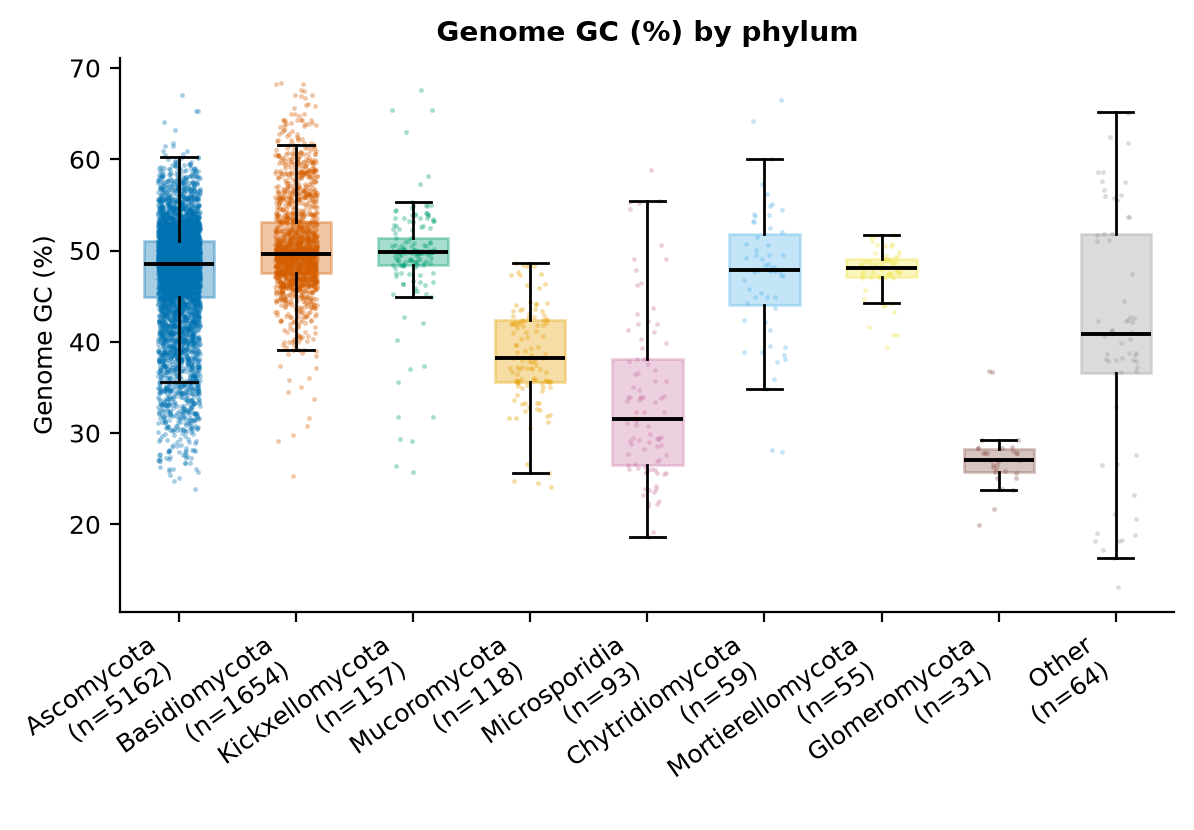 Genome GC (%) by phylum
Genome GC (%)
70
60
50
40
30
20
Ascomycota
(n=5162)
Basidiomycota
(n=1654)
Kickxellomycota
(n=157)
Mucoromycota
(n=118)
Microsporidia
(n=93)
Chytridiomycota
(n=59)
Mortierellomycota
(n=55)
Glomeromycota
(n=31)
Other
(n=64)